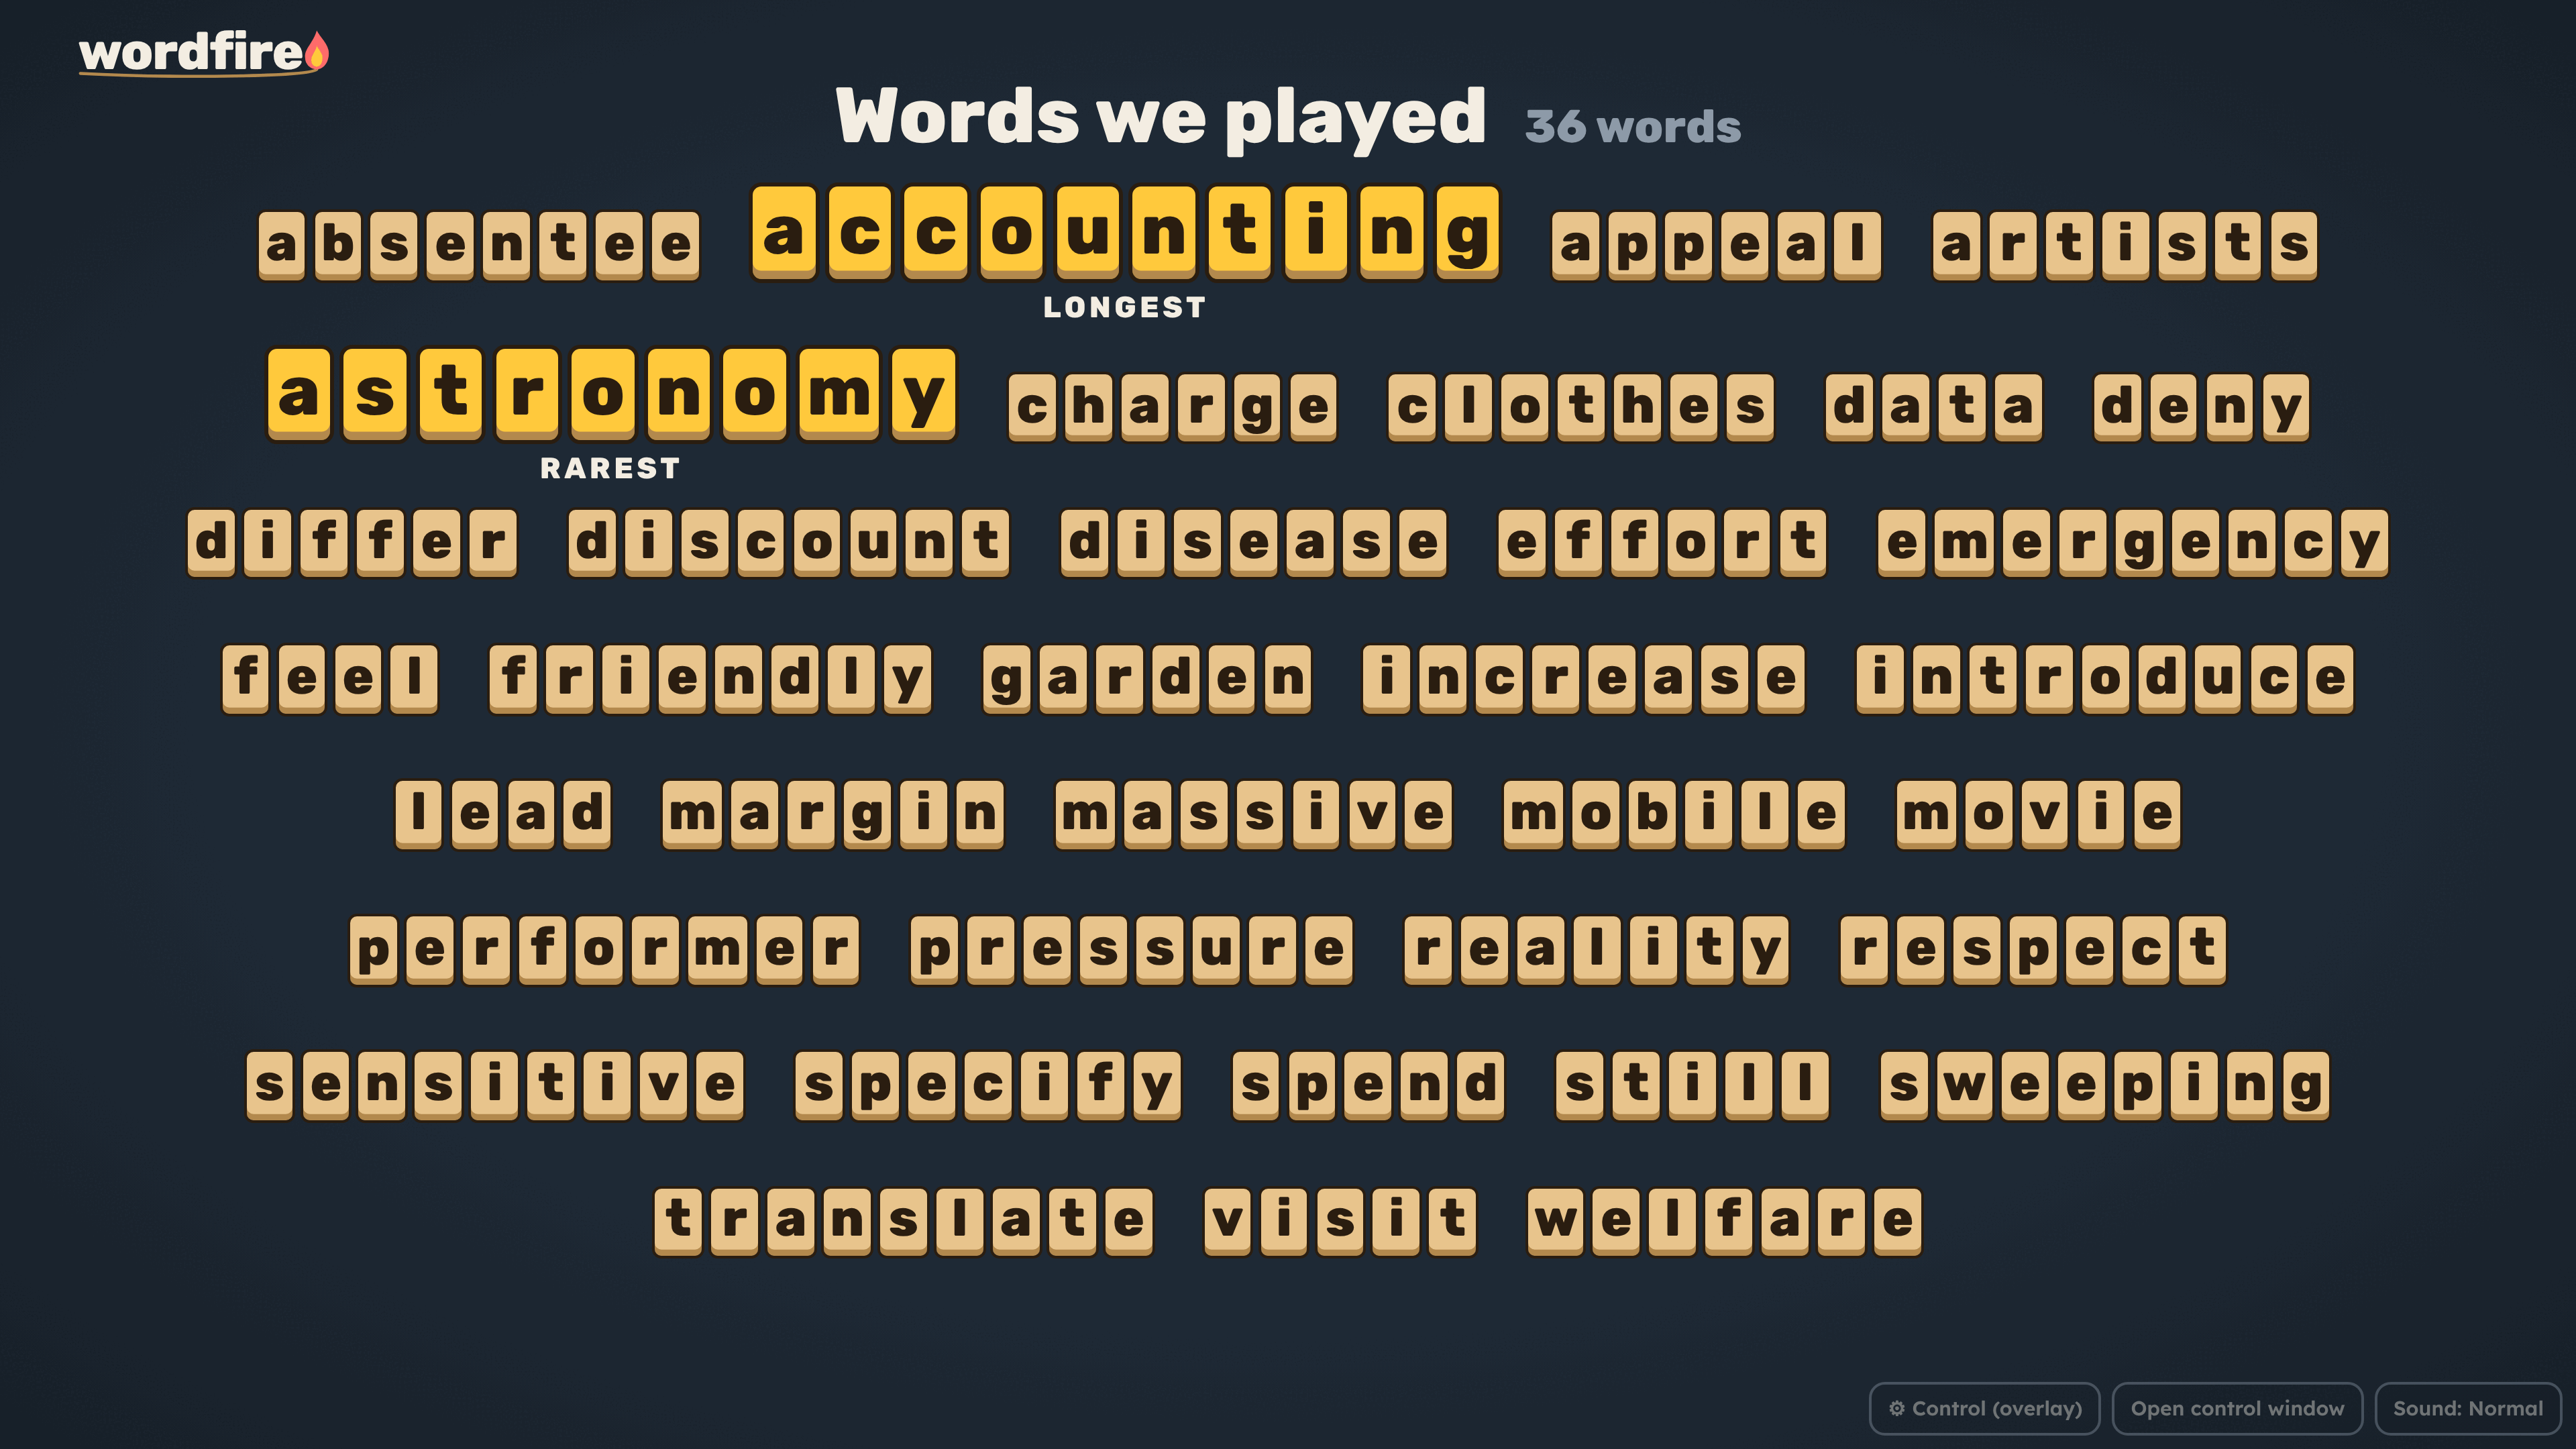 wordfire
Words we played 36 words
absentee accounting appeal artists
LONGEST
astronomy charge clothes data deny
RAREST
differ discount disease effort emergency
feel friendly garden increase introduce
lead margin massive mobile movie
performer pressure reality respect
sensitive specify spend still sweeping
translate visit welfare
⚙ Control (overlay) Open control window Sound: Normal